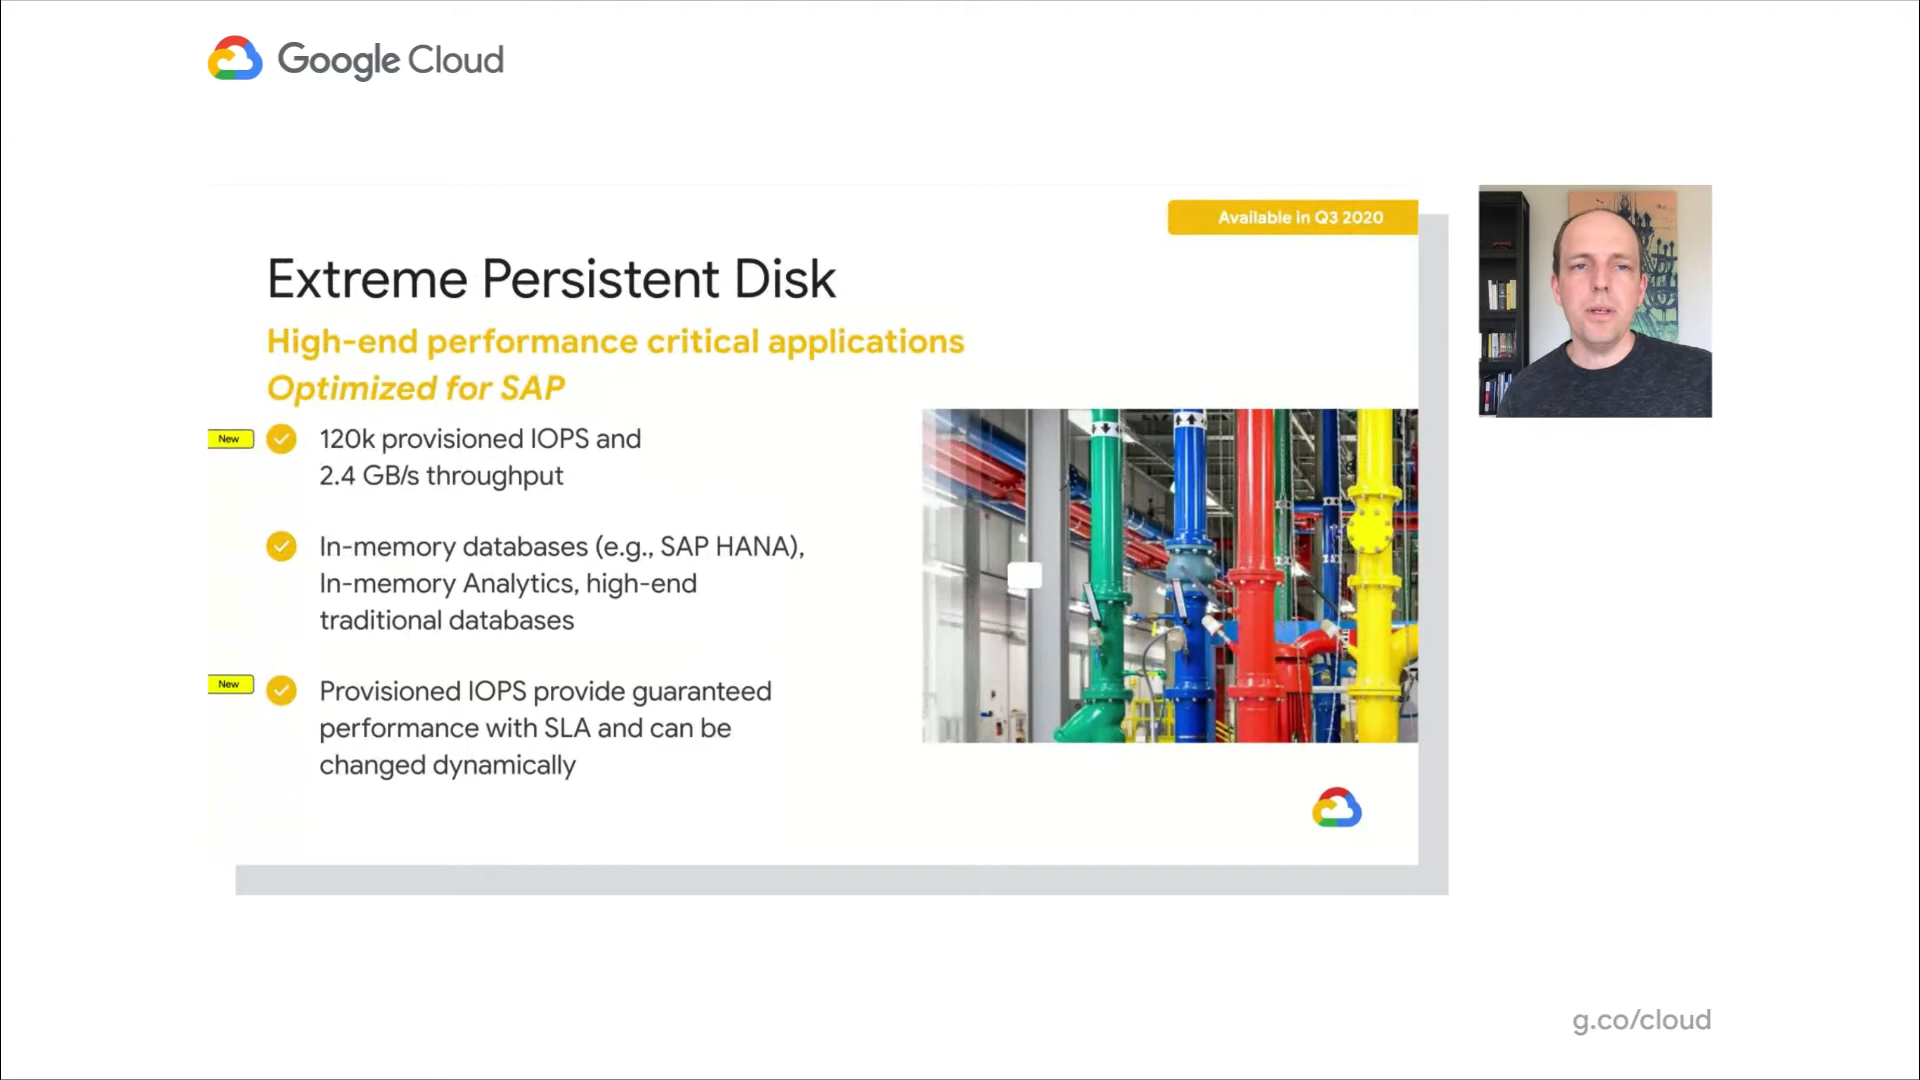 Google Cloud
Available in Q3 2020
Extreme Persistent Disk
High-end performance critical applications
Optimized for SAP
New
120k provisioned IOPS and
2.4 GB/s throughput
In-memory databases (e.g., SAP HANA),
In-memory Analytics, high-end
traditional databases
New
Provisioned IOPS provide guaranteed
performance with SLA and can be
changed dynamically
g.co/cloud